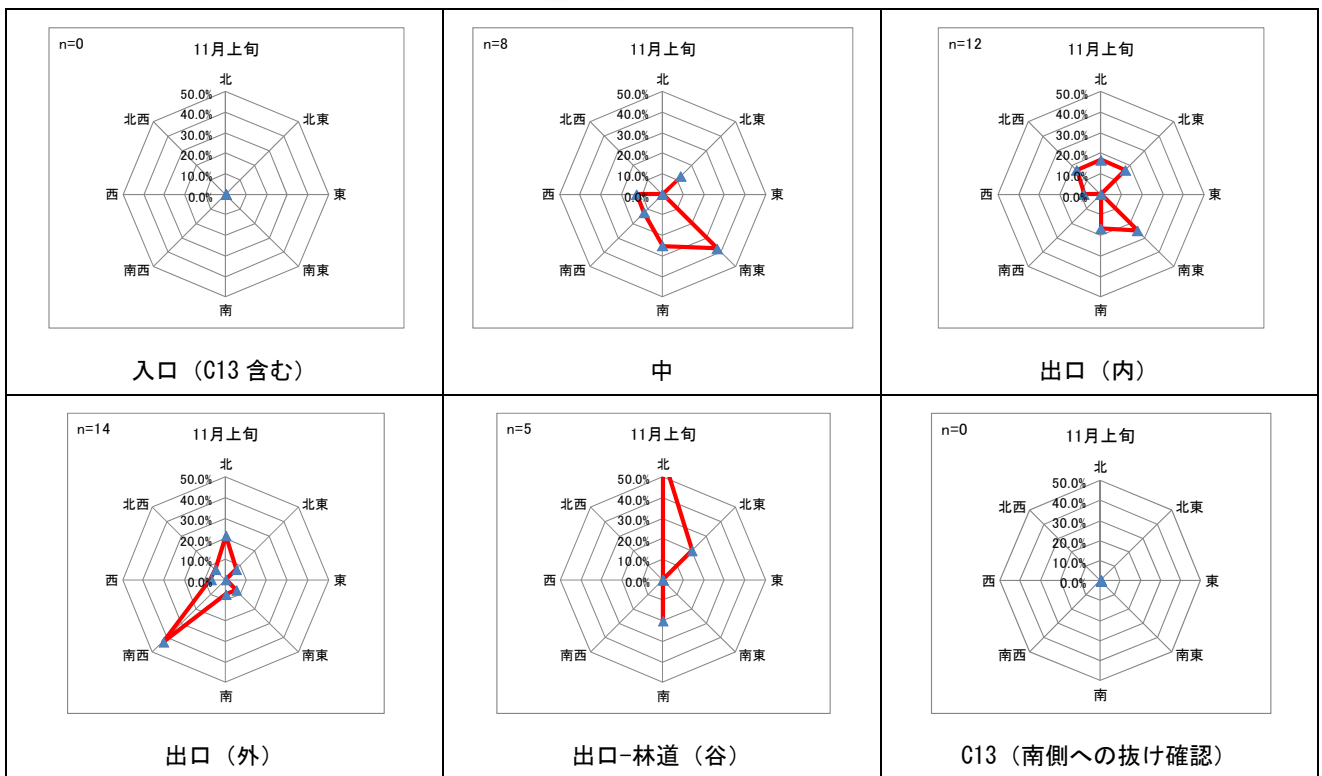 n=0
11月上旬
北
50.0%
40.0%
30.0%
20.0%
10.0%
0.0%
北東
東
南東
南
南西
西
北西
入口（C13 含む）
n=8
11月上旬
北
50.0%
40.0%
30.0%
20.0%
10.0%
0.0%
北東
東
南東
南
南西
西
北西
中
n=12
11月上旬
北
50.0%
40.0%
30.0%
20.0%
10.0%
0.0%
北東
東
南東
南
南西
西
北西
出口（内）
n=14
11月上旬
北
50.0%
40.0%
30.0%
20.0%
10.0%
0.0%
北東
東
南東
南
南西
西
北西
出口（外）
n=5
11月上旬
北
50.0%
40.0%
30.0%
20.0%
10.0%
0.0%
北東
東
南東
南
南西
西
北西
出口-林道（谷）
n=0
11月上旬
北
50.0%
40.0%
30.0%
20.0%
10.0%
0.0%
北東
東
南東
南
南西
西
北西
C13（南側への抜け確認）